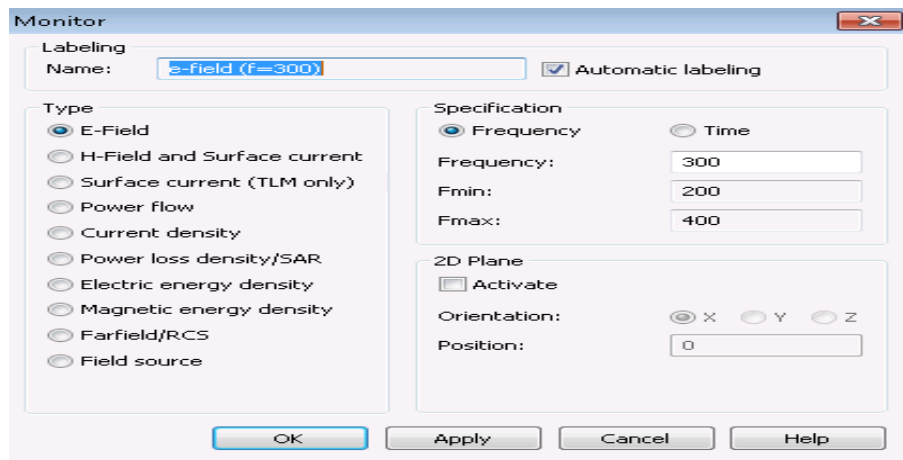 Monitor
Labeling
Name: e-field (f=300) Automatic labeling
Type
E-Field
H-Field and Surface current
Surface current (TLM only)
Power flow
Current density
Power loss density/SAR
Electric energy density
Magnetic energy density
Farfield/RCS
Field source
Specification
Frequency Time
Frequency: 300
Fmin: 200
Fmax: 400
2D Plane
Activate
Orientation: X Y Z
Position: 0
OK Apply Cancel Help